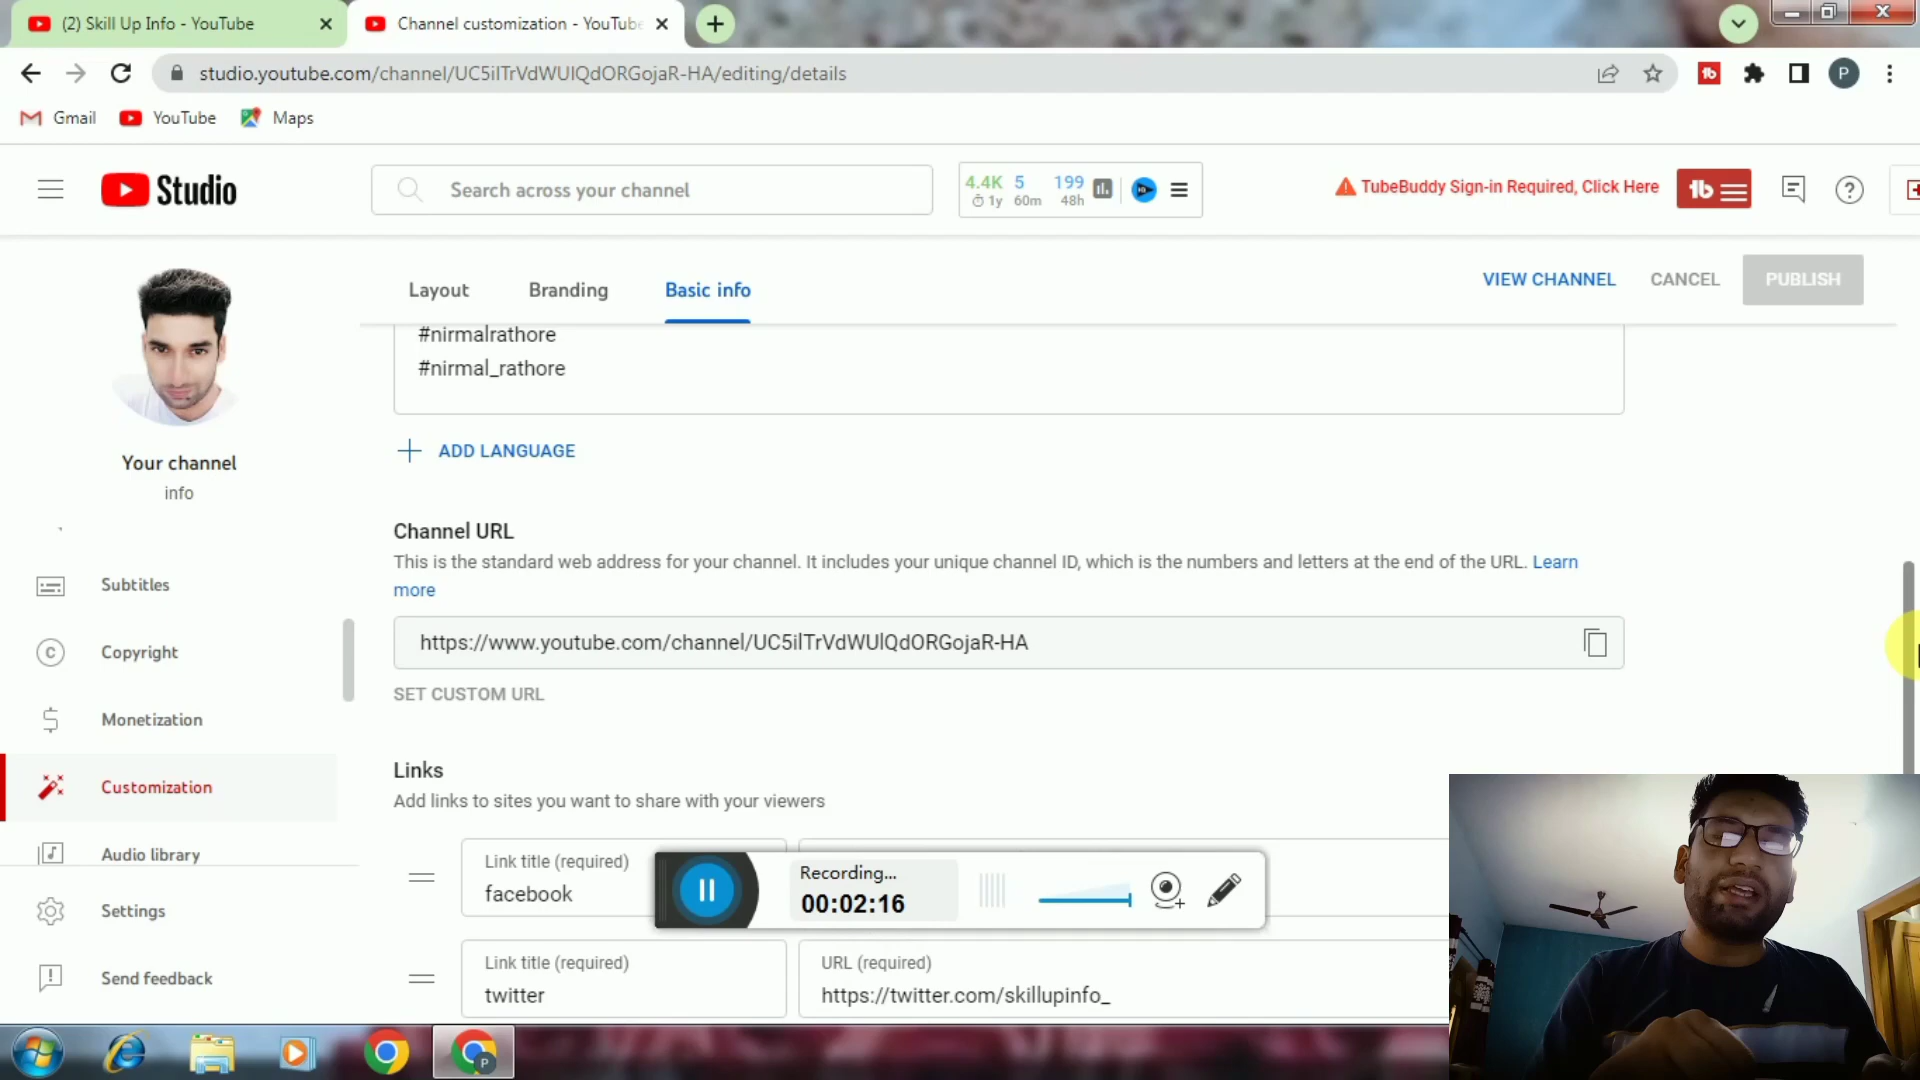 (2) Skill Up Info - YouTube
Channel customization - YouTube
studio.youtube.com/channel/UC5ilTrVdWUlQdORGojaR-HA/editing/details
P
Gmail
YouTube
Maps
Studio
Search across your channel
4.4K 5 199
1y 60m 48h
TubeBuddy Sign-in Required, Click Here
Layout
Branding
Basic info
VIEW CHANNEL
CANCEL
PUBLISH
#nirmalrathore
#nirmal_rathore
ADD LANGUAGE
Your channel
info
Channel URL
This is the standard web address for your channel. It includes your unique channel ID, which is the numbers and letters at the end of the URL. Learn
more
https://www.youtube.com/channel/UC5ilTrVdWUlQdORGojaR-HA
SET CUSTOM URL
Subtitles
Copyright
Monetization
Customization
Audio library
Settings
Send feedback
Links
Add links to sites you want to share with your viewers
Link title (required)
facebook
Recording...
00:02:16
Link title (required)
twitter
URL (required)
https://twitter.com/skillupinfo_
P